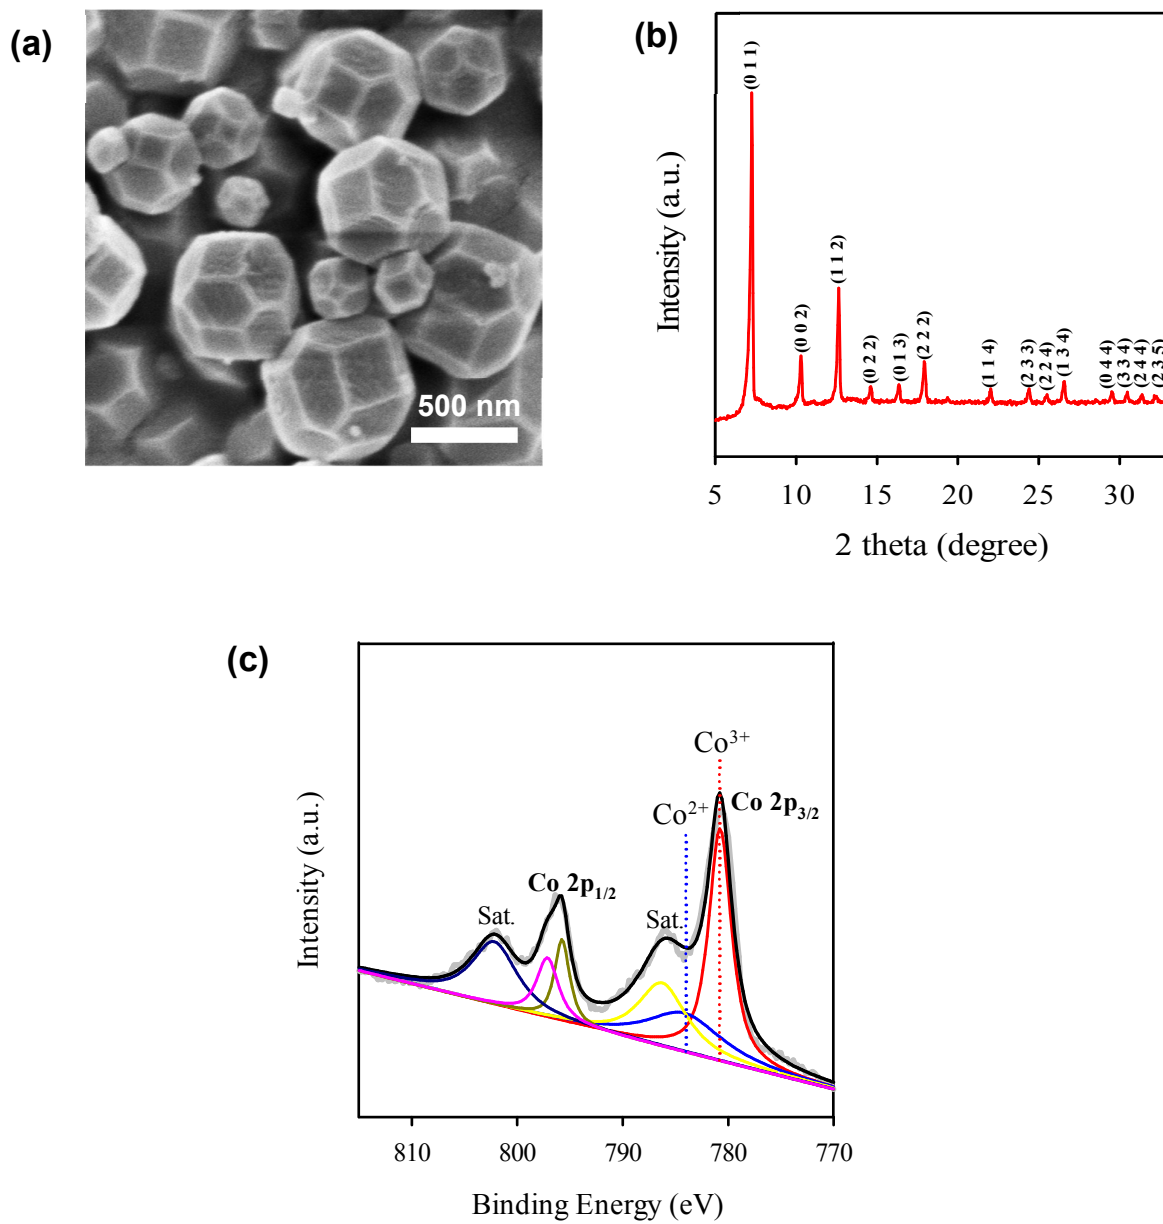 (a)
500 nm
(b)
Intensity (a.u.)
(0 1 1)
(0 0 2)
(1 1 2)
(0 2 2)
(0 1 3)
(2 2 2)
(1 1 4)
(2 3 3)
(2 2 4)
(1 3 4)
(0 4 4)
(3 3 4)
(2 4 4)
(2 3 5)
5 10 15 20 25 30
2 theta (degree)
(c)
Intensity (a.u.)
Co³⁺
Co²⁺
Co 2p₃/₂
Co 2p₁/₂
Sat.
Sat.
810 800 790 780 770
Binding Energy (eV)